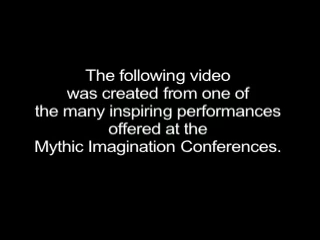 The following video
was created from one of
the many inspiring performances
offered at the
Mythic Imagination Conferences.